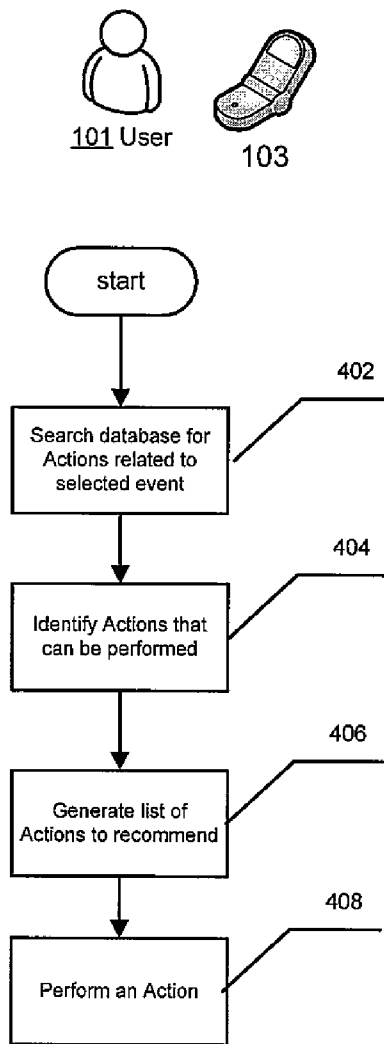 101 User
103
start
402
Search database for
Actions related to
selected event
404
Identify Actions that
can be performed
406
Generate list of
Actions to recommend
408
Perform an Action